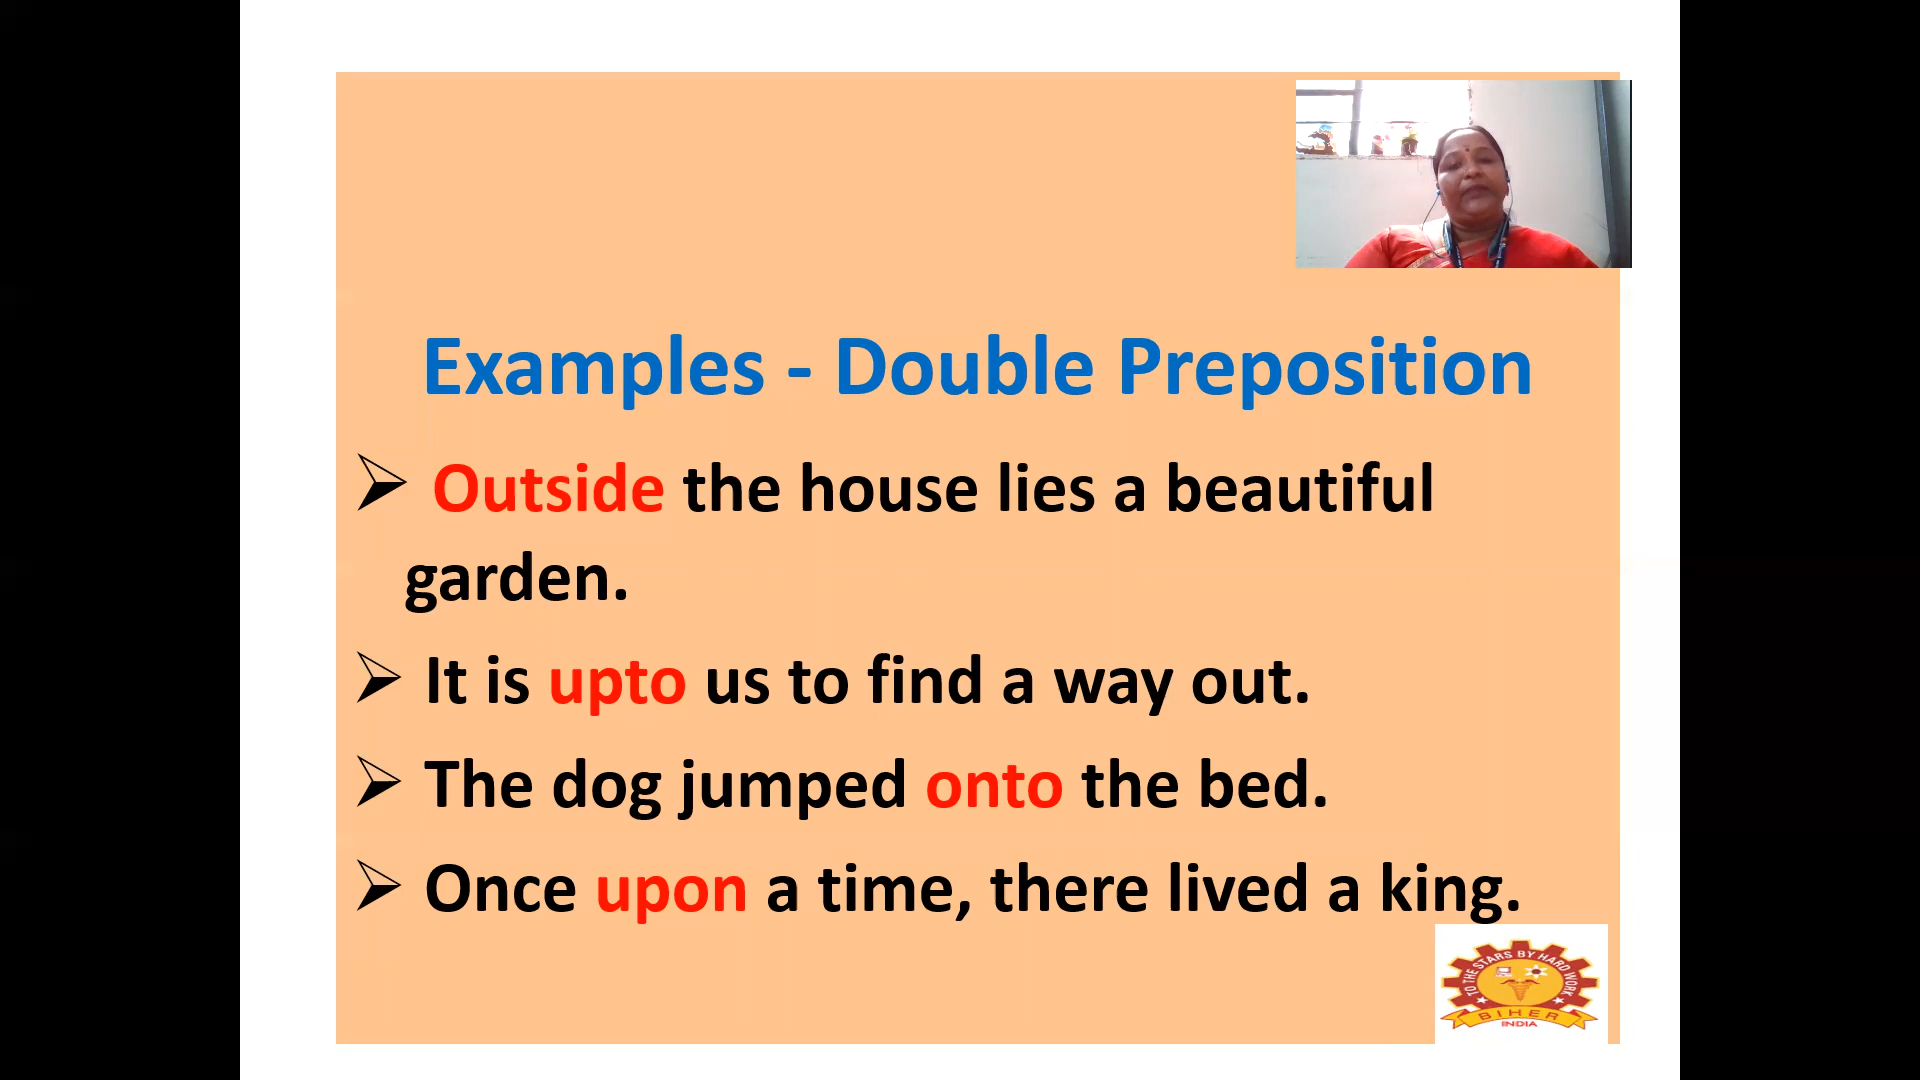 Examples - Double Preposition
➢ Outside the house lies a beautiful
garden.
➢ It is upto us to find a way out.
➢ The dog jumped onto the bed.
➢ Once upon a time, there lived a king.
TO THE STARS BY HARD WORK
BIHER
INDIA